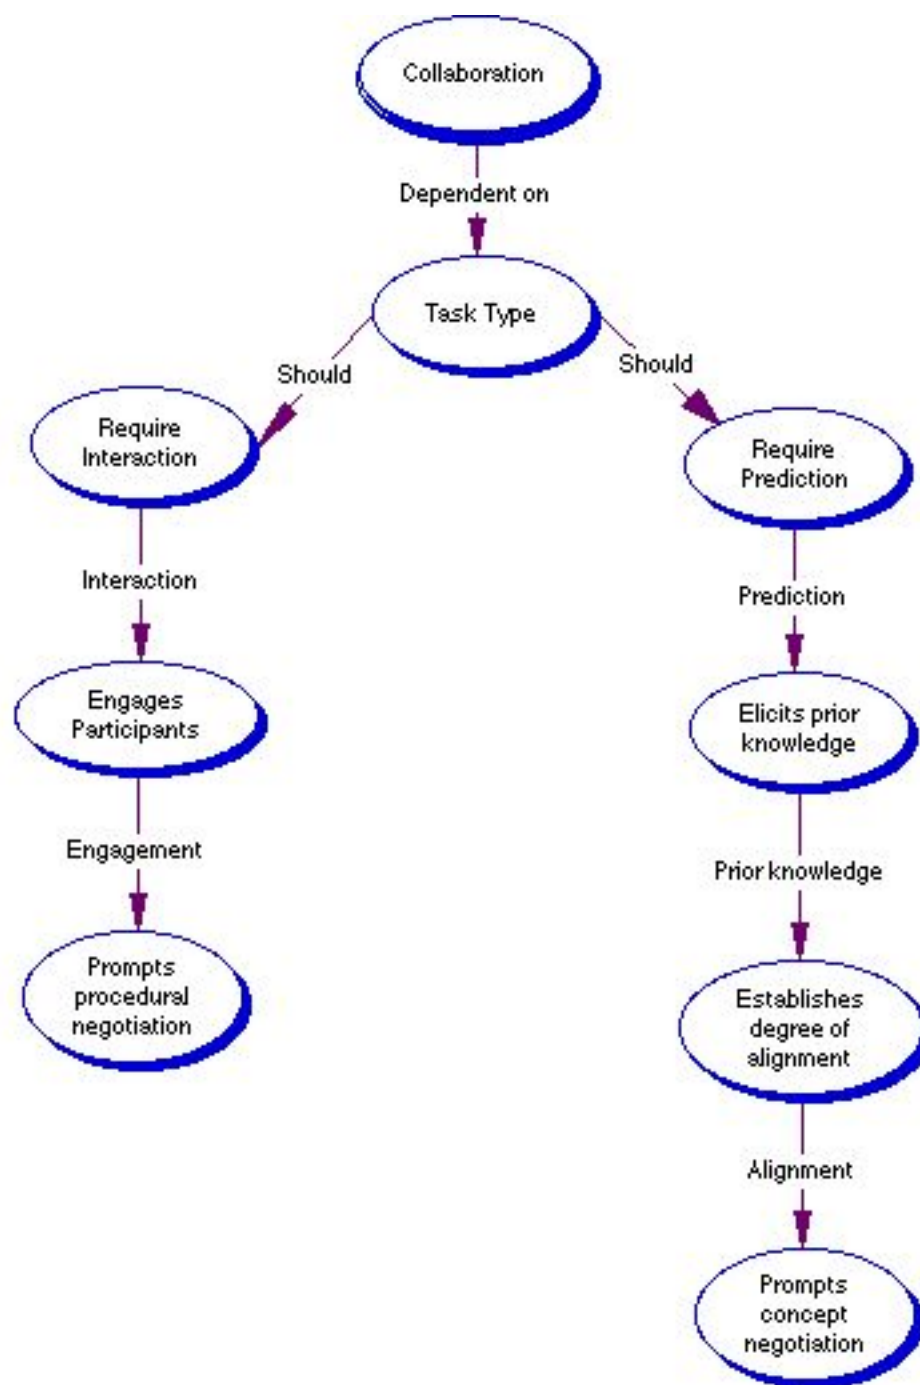 Collaboration
Dependent on
Task Type
Should
Should
Require
Interaction
Interaction
Engages
Participants
Engagement
Prompts
procedural
negotiation
Require
Prediction
Prediction
Elicits prior
knowledge
Prior knowledge
Establishes
degree of
alignment
Alignment
Prompts
concept
negotiation